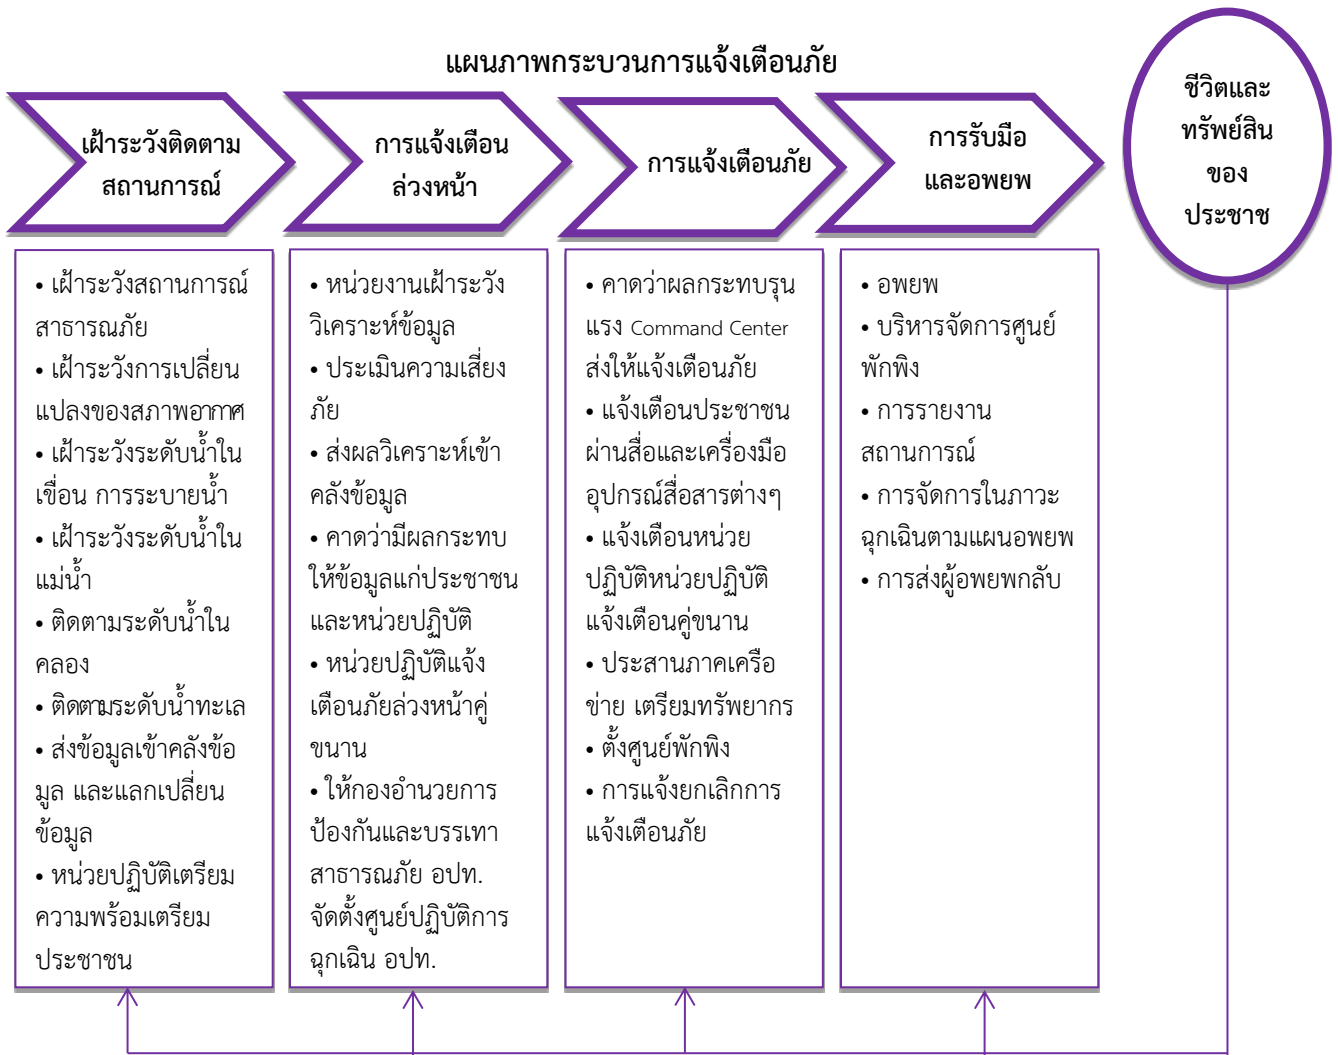 แผนภาพกระบวนการแจ้งเตือนภัย
เฝ้าระวังติดตาม
สถานการณ์
การแจ้งเตือน
ล่วงหน้า
การแจ้งเตือนภัย
การรับมือ
และอพยพ
ชีวิตและ
ทรัพย์สิน
ของ
ประชาช
• เฝ้าระวังสถานการณ์
สาธารณภัย
• เฝ้าระวังการเปลี่ยน
แปลงของสภาพอากาศ
• เฝ้าระวังระดับน้ำใน
เขื่อน การระบายน้ำ
• เฝ้าระวังระดับน้ำใน
แม่น้ำ
• ติดตามระดับน้ำใน
คลอง
• ติดตามระดับน้ำทะเล
• ส่งข้อมูลเข้าคลังข้อ
มูล และแลกเปลี่ยน
ข้อมูล
• หน่วยปฏิบัติเตรียม
ความพร้อมเตรียม
ประชาชน
• หน่วยงานเฝ้าระวัง
วิเคราะห์ข้อมูล
• ประเมินความเสี่ยง
ภัย
• ส่งผลวิเคราะห์เข้า
คลังข้อมูล
• คาดว่ามีผลกระทบ
ให้ข้อมูลแก่ประชาชน
และหน่วยปฏิบัติ
• หน่วยปฏิบัติแจ้ง
เตือนภัยล่วงหน้าคู่
ขนาน
• ให้กองอำนวยการ
ป้องกันและบรรเทา
สาธารณภัย อปท.
จัดตั้งศูนย์ปฏิบัติการ
ฉุกเฉิน อปท.
• คาดว่าผลกระทบรุน
แรง Command Center
ส่งให้แจ้งเตือนภัย
• แจ้งเตือนประชาชน
ผ่านสื่อและเครื่องมือ
อุปกรณ์สื่อสารต่างๆ
• แจ้งเตือนหน่วย
ปฏิบัติหน่วยปฏิบัติ
แจ้งเตือนคู่ขนาน
• ประสานภาคเครือ
ข่าย เตรียมทรัพยากร
• ตั้งศูนย์พักพิง
• การแจ้งยกเลิกการ
แจ้งเตือนภัย
• อพยพ
• บริหารจัดการศูนย์
พักพิง
• การรายงาน
สถานการณ์
• การจัดการในภาวะ
ฉุกเฉินตามแผนอพยพ
• การส่งผู้อพยพกลับ